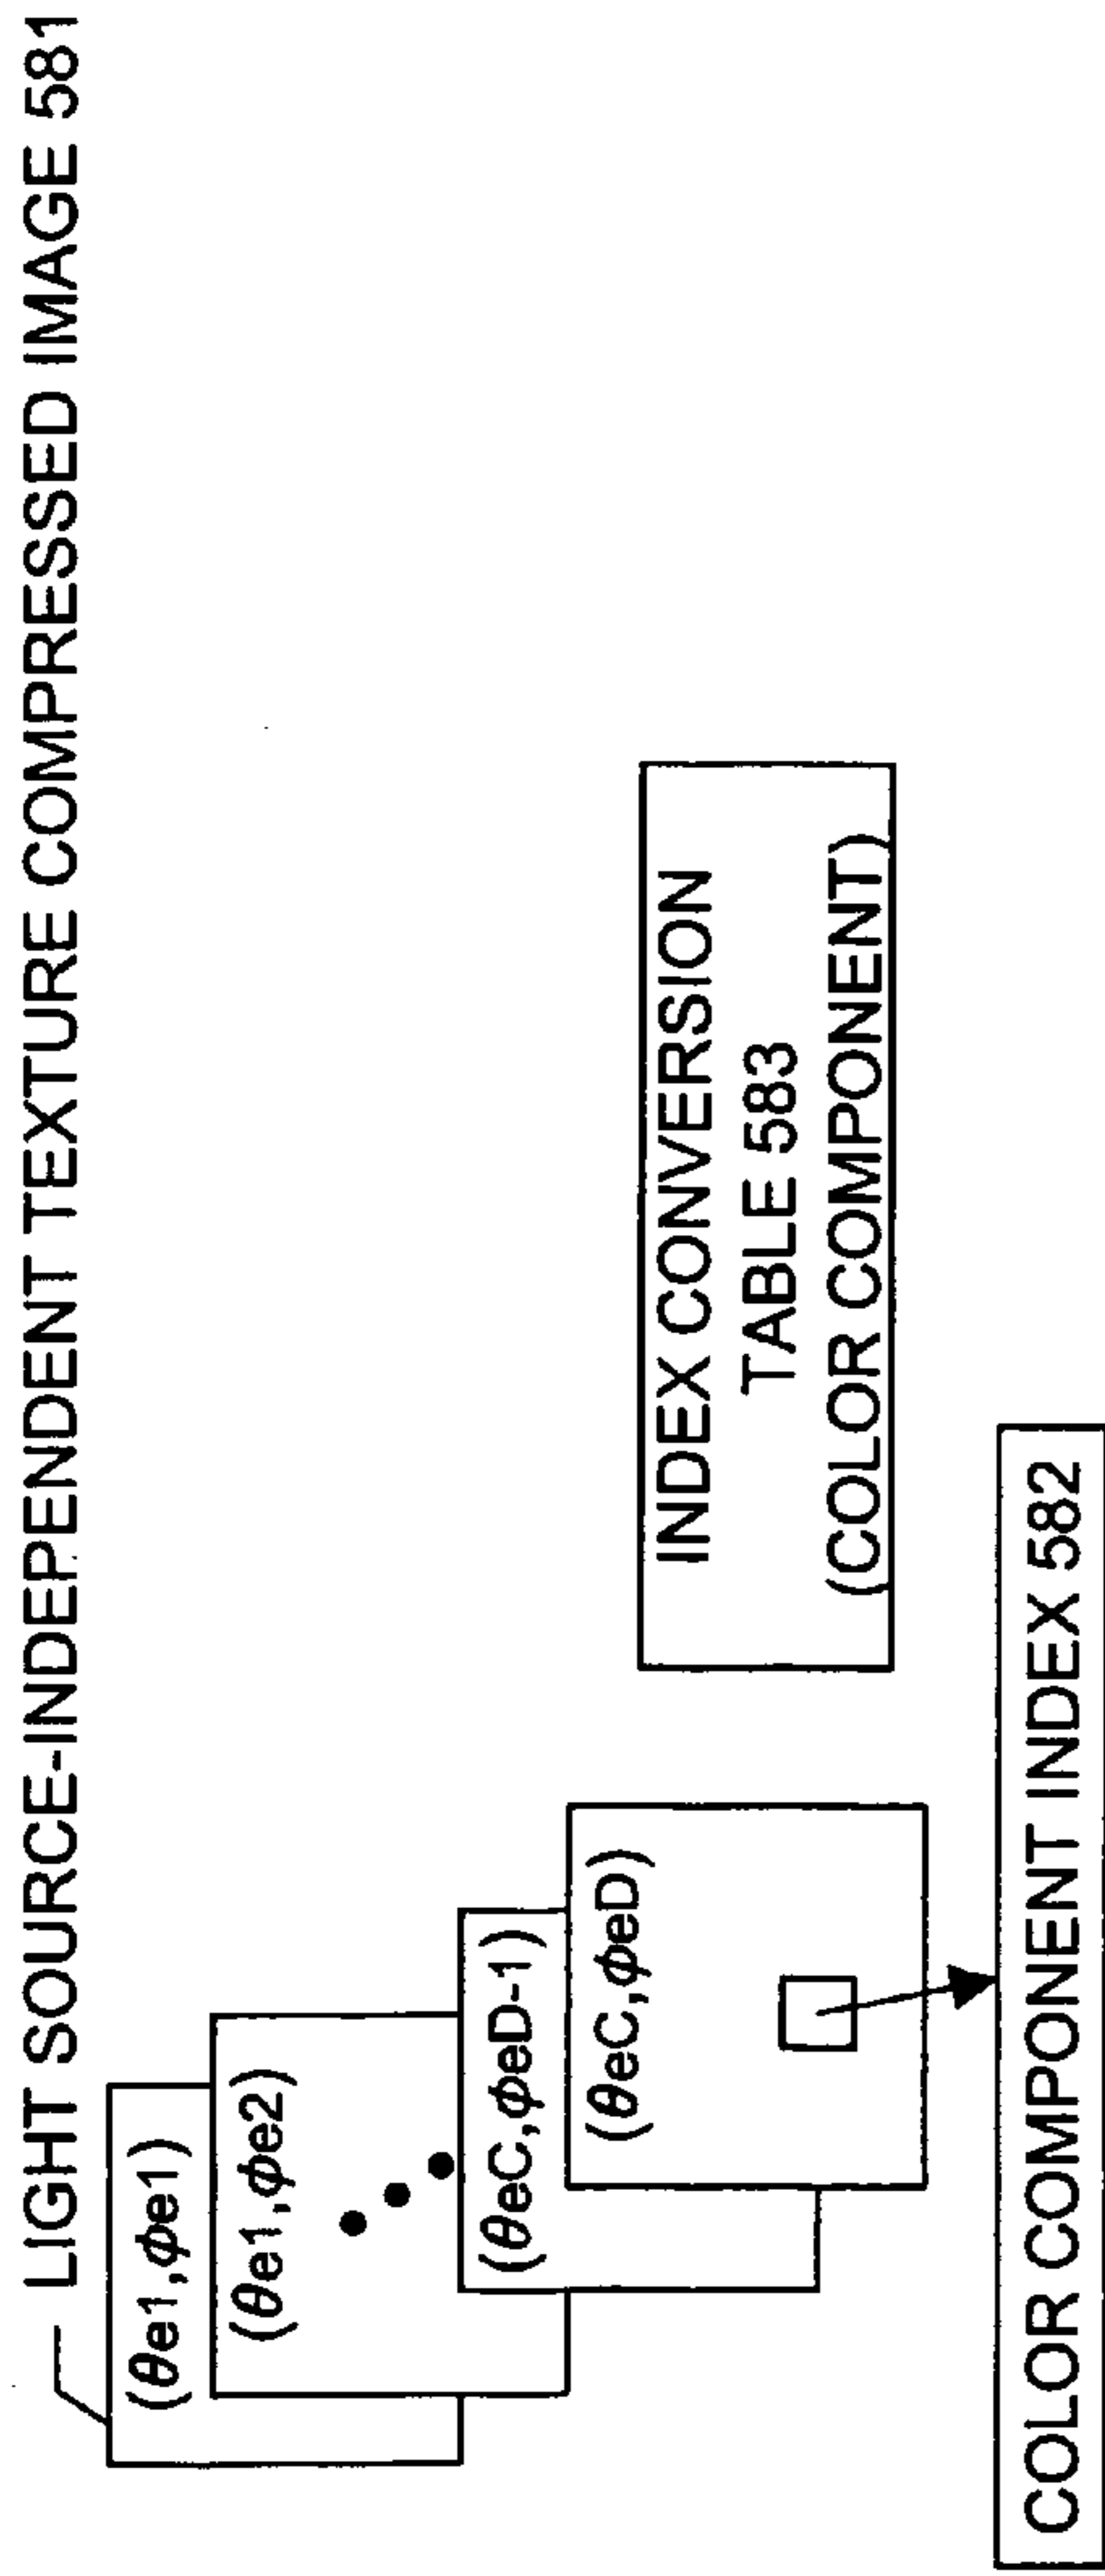 LIGHT SOURCE-INDEPENDENT TEXTURE COMPRESSED IMAGE 581
(θe1,φe1)
(θe1,φe2)
(θeC,φeD-1)
(θeC,φeD)
INDEX CONVERSION
TABLE 583
(COLOR COMPONENT)
COLOR COMPONENT INDEX 582